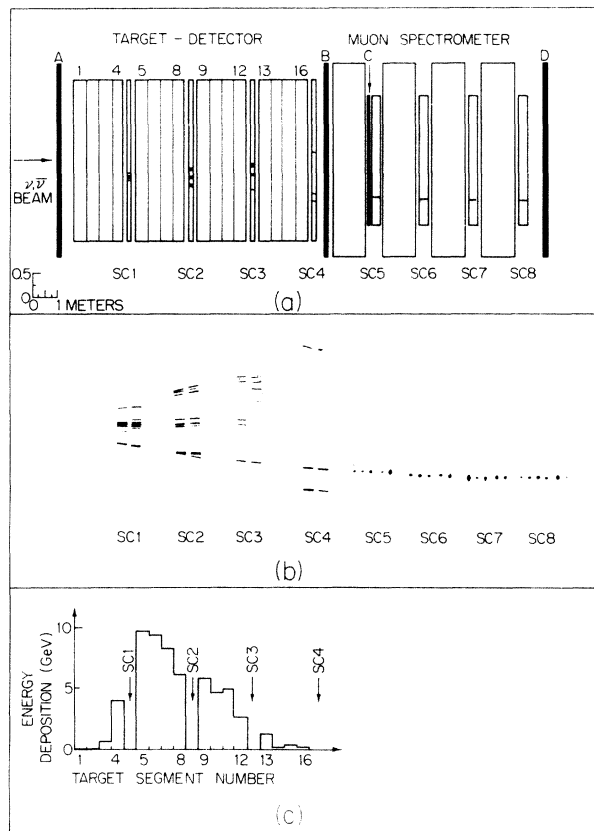 A TARGET - DETECTOR B MUON SPECTROMETER D
1 4 5 8 9 12 13 16 C
ν, ν̄
BEAM
0.5
0
0 1 METERS
SC1 SC2 SC3 SC4 SC5 SC6 SC7 SC8
(a)
SC1 SC2 SC3 SC4 SC5 SC6 SC7 SC8
(b)
ENERGY
DEPOSITION (GeV)
10
5
0
SC1 SC2 SC3 SC4
1 4 5 8 9 12 13 16
TARGET SEGMENT NUMBER
(c)